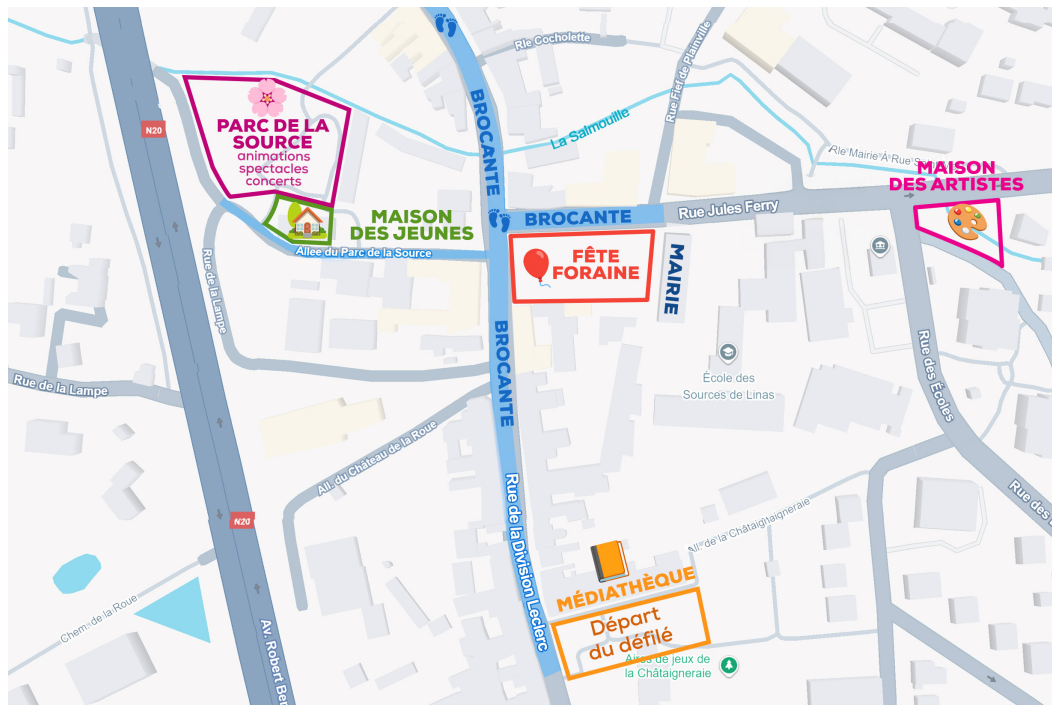 Rle Cocholette
Rue Fief de Plainville
BROCANTE
La Salmouille
N20
PARC DE LA
SOURCE
animations
spectacles
concerts
Rle Mairie À Rue
MAISON
DES ARTISTES
Rue Jules Ferry
BROCANTE
MAISON
DES JEUNES
Allée du Parc de la Source
FÊTE
FORAINE
MAIRIE
Rue de la Lampe
BROCANTE
Rue de la Lampe
École des
Sources de Linas
Rue des Écoles
All. du Château de la Roue
Rue de la Division Leclerc
Rue des
N20
All. de la Châtaignaigneraie
MÉDIATHÈQUE
Départ
du défilé
Chem. de la Roue
Av. Robert
Aires de jeux de
la Châtaigneraie